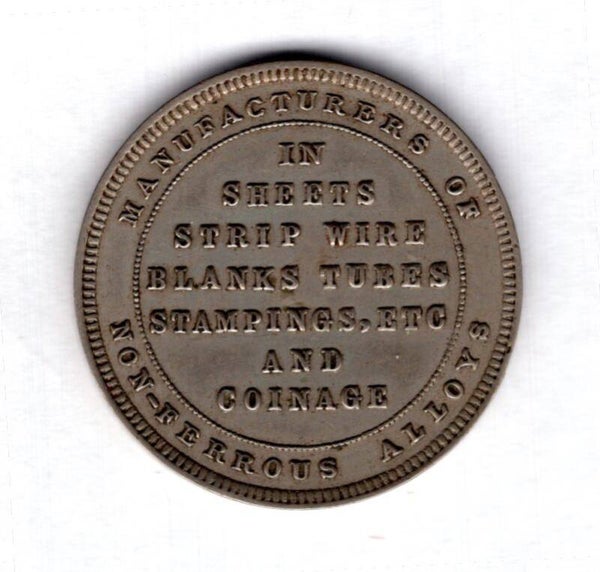 MANUFACTURERS OF
IN
SHEETS
STRIP WIRE
BLANKS TUBES
STAMPINGS, ETC
AND
COINAGE
NON-FERROUS ALLOYS